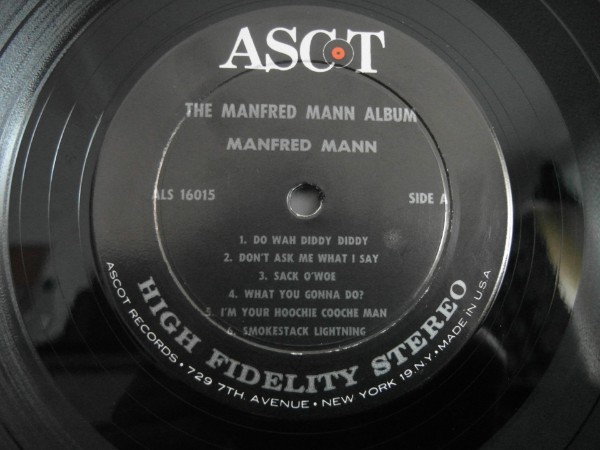 ASCOT
THE MANFRED MANN ALBUM
MANFRED MANN
ALS 16015 SIDE A
1. DO WAH DIDDY DIDDY
2. DON'T ASK ME WHAT I SAY
3. SACK O'WOE
4. WHAT YOU GONNA DO?
5. I'M YOUR HOOCHIE COOCHE MAN
6. SMOKESTACK LIGHTNING
HIGH FIDELITY STEREO
ASCOT RECORDS • 729 7TH AVENUE • NEW YORK 19, N.Y. • MADE IN U.S.A.